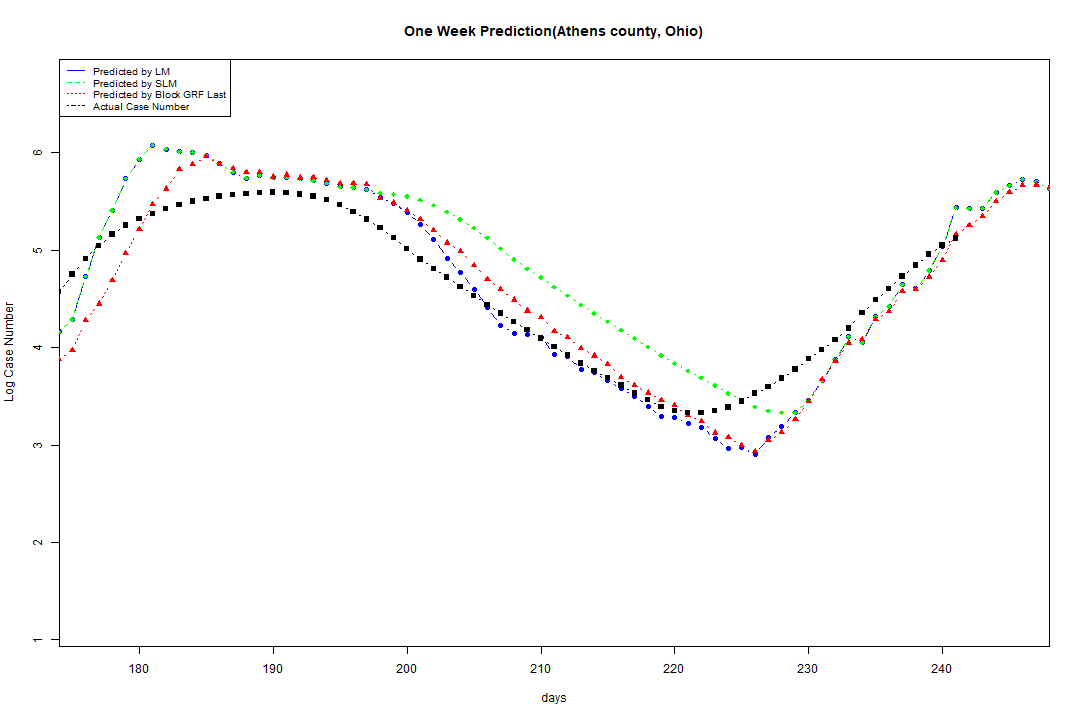 One Week Prediction(Athens county, Ohio)
Predicted by LM
Predicted by SLM
Predicted by Block GRF Last
Actual Case Number
6
5
4
3
2
1
Log Case Number
180 190 200 210 220 230 240
days